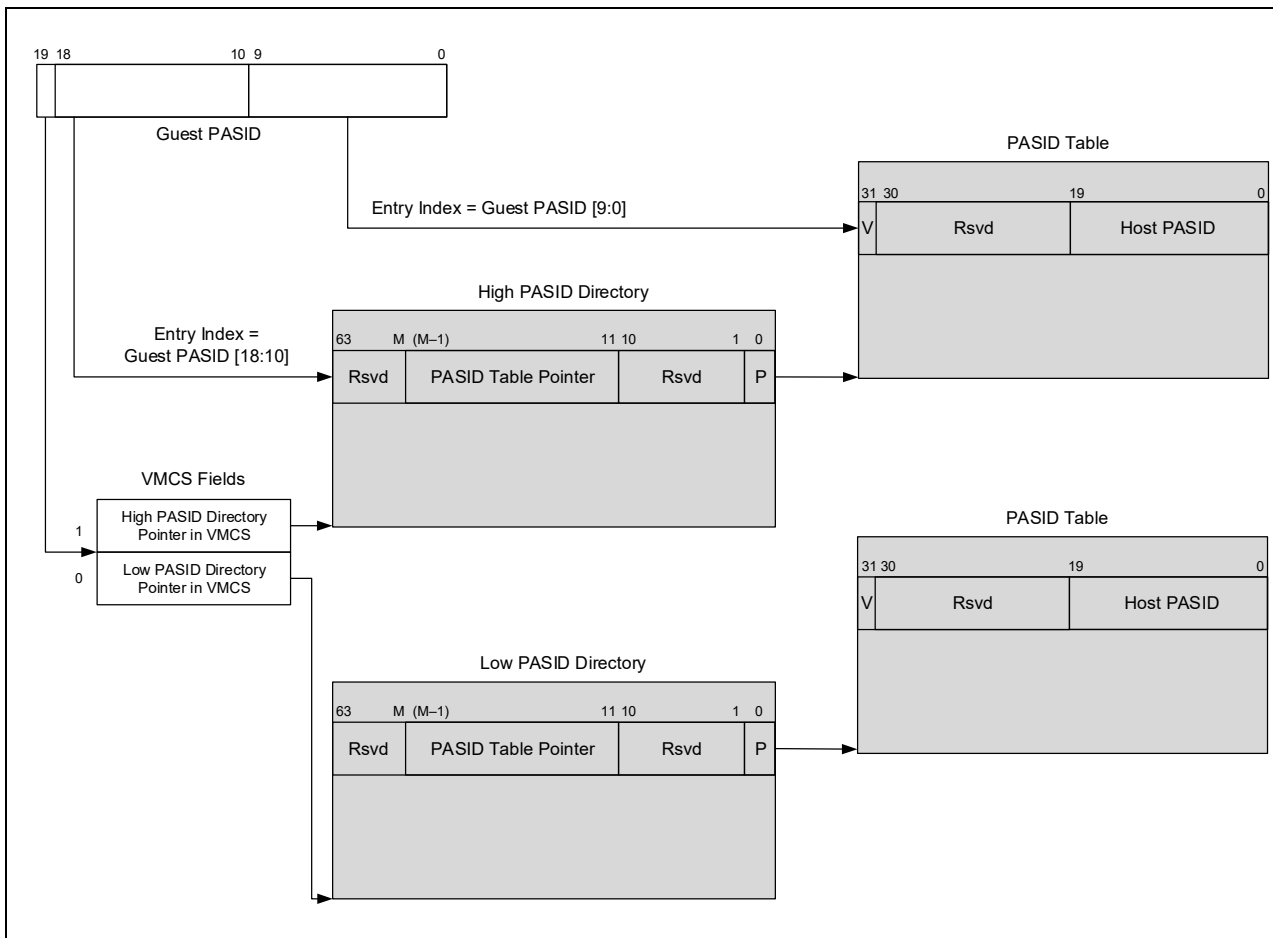 19 18 10 9 0
Guest PASID
PASID Table
31 30 19 0
Entry Index = Guest PASID [9:0]
V Rsvd Host PASID
High PASID Directory
Entry Index =
Guest PASID [18:10]
63 M (M–1) 11 10 1 0
Rsvd PASID Table Pointer Rsvd P
VMCS Fields
1
High PASID Directory
Pointer in VMCS
0
Low PASID Directory
Pointer in VMCS
PASID Table
31 30 19 0
V Rsvd Host PASID
Low PASID Directory
63 M (M–1) 11 10 1 0
Rsvd PASID Table Pointer Rsvd P